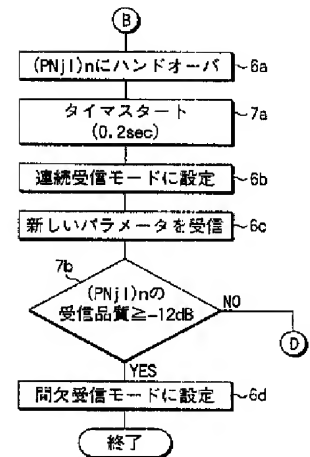 B
(PNjl)nにハンドオーバ
6a
タイマスタート
(0.2sec)
7a
連続受信モードに設定
6b
新しいパラメータを受信
6c
7b
(PNjl)nの
受信品質≧-12dB
NO
D
YES
間欠受信モードに設定
6d
終了